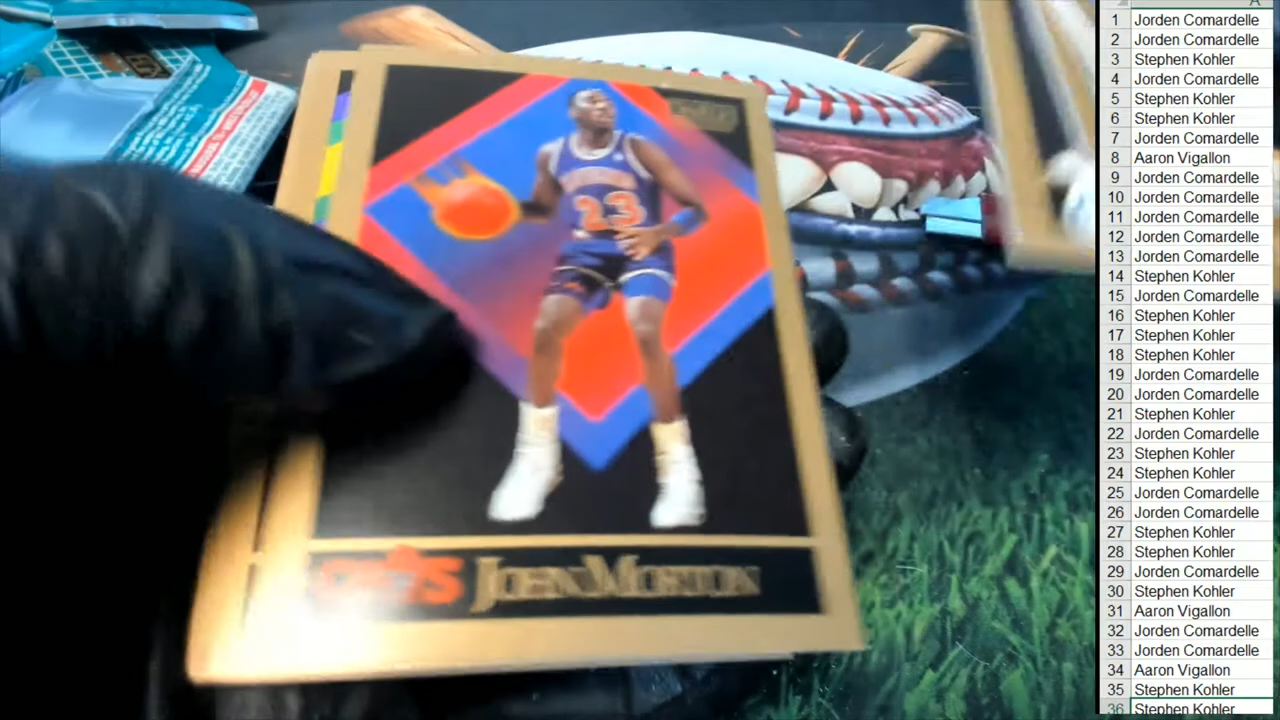 23
JOHN MORTON
A
1 Jorden Comardelle
2 Jorden Comardelle
3 Stephen Kohler
4 Jorden Comardelle
5 Stephen Kohler
6 Stephen Kohler
7 Jorden Comardelle
8 Aaron Vigallon
9 Jorden Comardelle
10 Jorden Comardelle
11 Jorden Comardelle
12 Jorden Comardelle
13 Jorden Comardelle
14 Stephen Kohler
15 Jorden Comardelle
16 Stephen Kohler
17 Stephen Kohler
18 Stephen Kohler
19 Jorden Comardelle
20 Jorden Comardelle
21 Stephen Kohler
22 Jorden Comardelle
23 Stephen Kohler
24 Stephen Kohler
25 Jorden Comardelle
26 Jorden Comardelle
27 Stephen Kohler
28 Stephen Kohler
29 Jorden Comardelle
30 Stephen Kohler
31 Aaron Vigallon
32 Jorden Comardelle
33 Jorden Comardelle
34 Aaron Vigallon
35 Stephen Kohler
36 Stephen Kohler